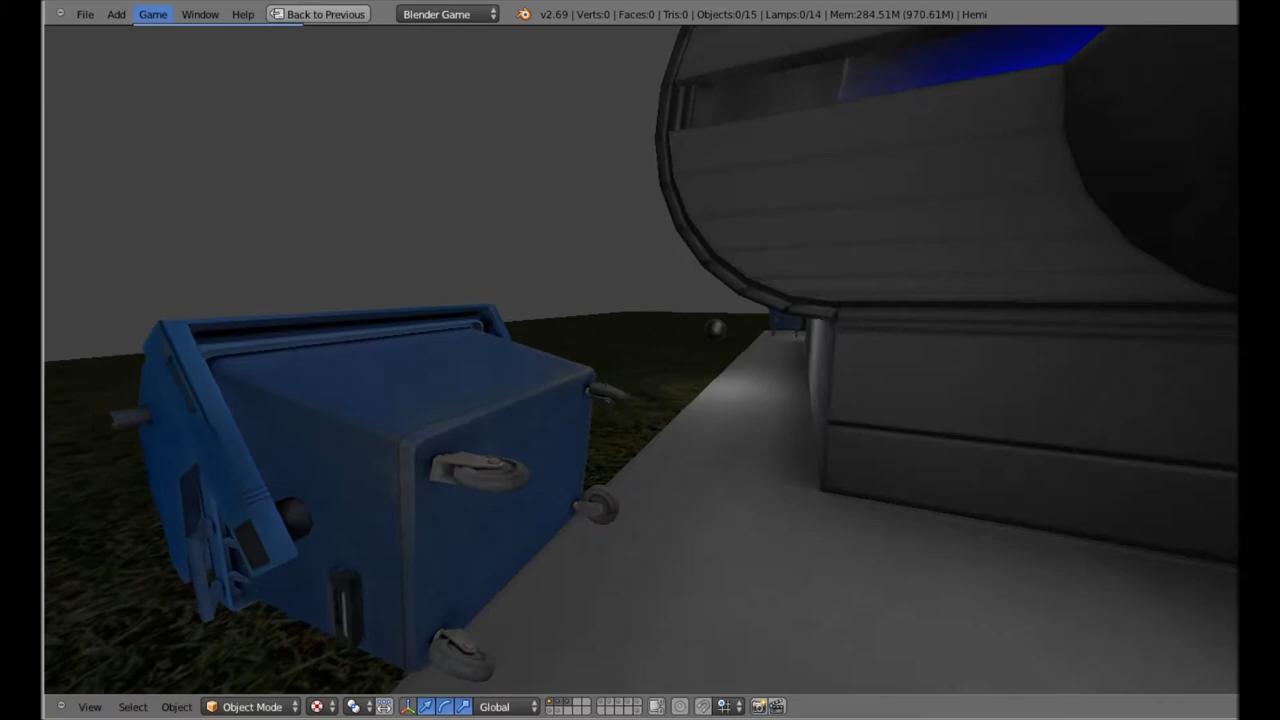 File Add Game Window Help Back to Previous Blender Game v2.69 | Verts:0 | Faces:0 | Tris:0 | Objects:0/15 | Lamps:0/14 | Mem:284.51M (970.61M) | Hemi
View Select Object Object Mode Global